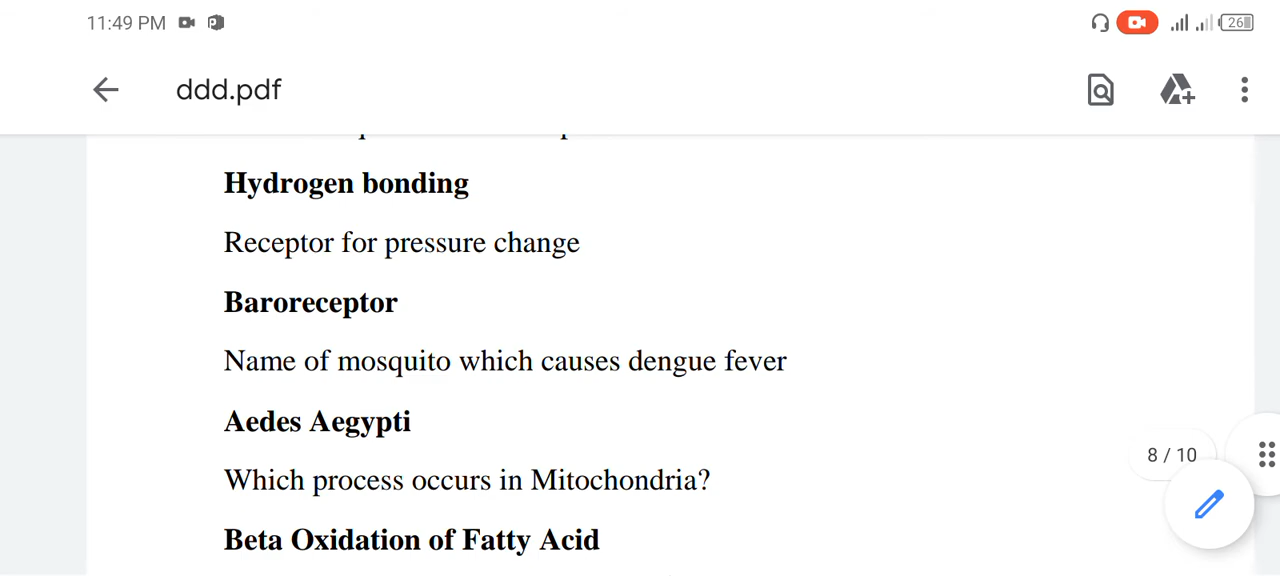 11:49 PM
26
ddd.pdf
Hydrogen bonding
Receptor for pressure change
Baroreceptor
Name of mosquito which causes dengue fever
Aedes Aegypti
8 / 10
Which process occurs in Mitochondria?
Beta Oxidation of Fatty Acid